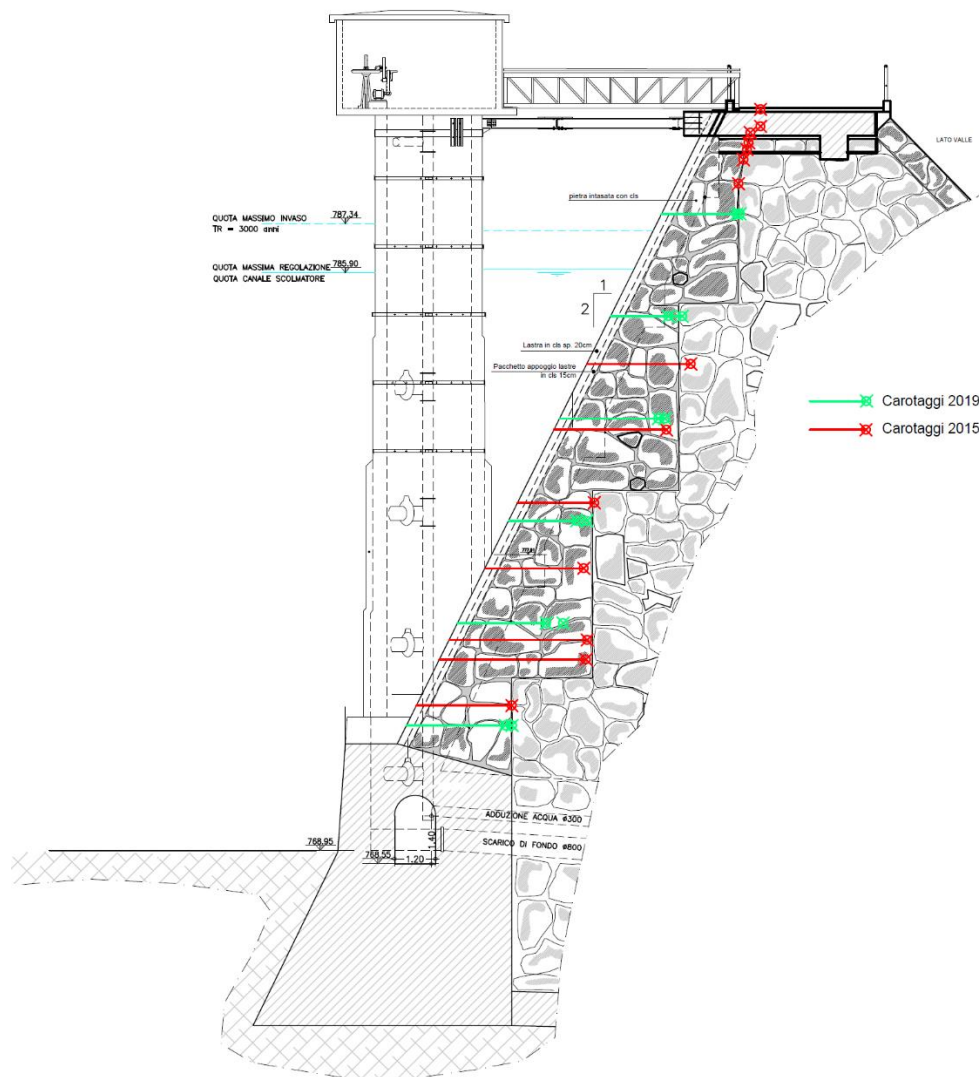 LATO VALLE
pietra intasata con cls
QUOTA MASSIMO INVASO 787.34
TR = 3000 anni
QUOTA MASSIMA REGOLAZIONE 785.90
QUOTA CANALE SCOLMATORE
1
2
Lastra in cls sp. 20cm
Pacchetto appoggio lastre
in cls 15cm
Carotaggi 2019
Carotaggi 2015
ADDUZIONE ACQUA ø300
1.40
SCARICO DI FONDO ø800
768.95
768.55
1.20